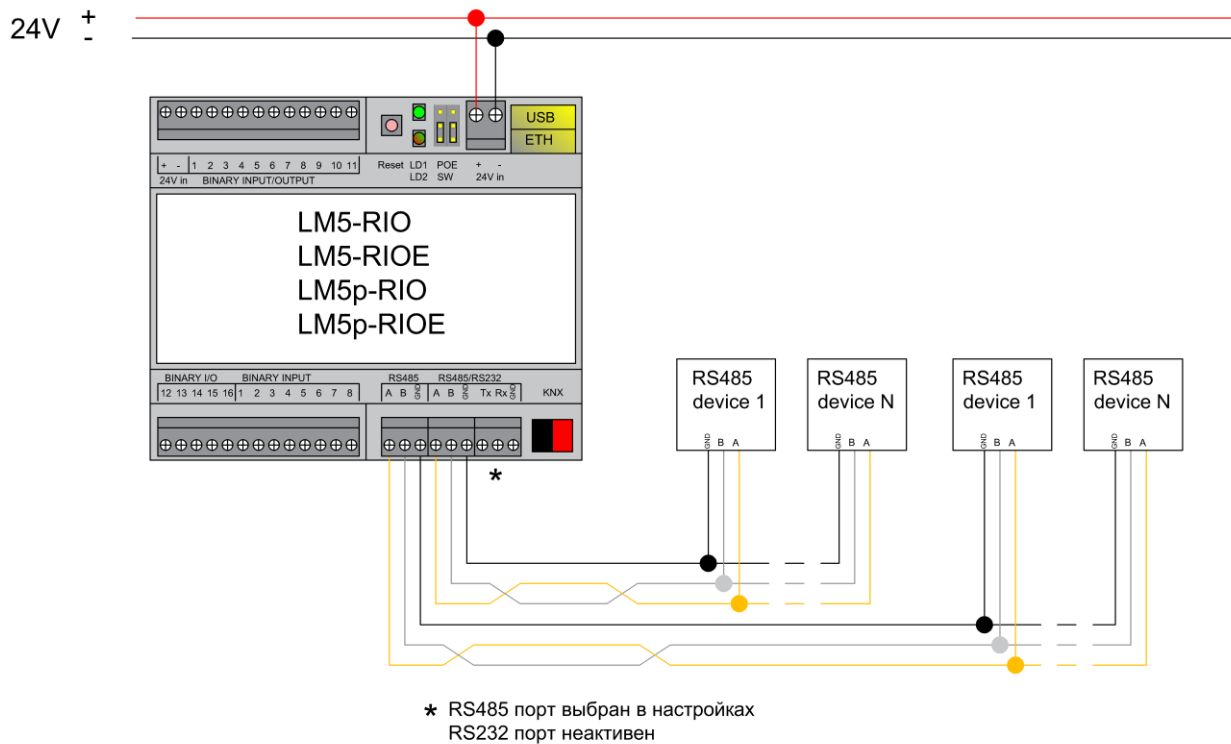 24V + -
USB
ETH
+ - 1 2 3 4 5 6 7 8 9 10 11
24V in BINARY INPUT/OUTPUT
Reset LD1 POE + -
LD2 SW 24V in
LM5-RIO
LM5-RIOE
LM5p-RIO
LM5p-RIOE
BINARY I/O BINARY INPUT RS485 RS485/RS232
12 13 14 15 16 1 2 3 4 5 6 7 8 A B GND A B GND Tx Rx GND KNX
*
RS485
device 1
GND B A
RS485
device N
GND B A
RS485
device 1
GND B A
RS485
device N
GND B A
* RS485 порт выбран в настройках
RS232 порт неактивен